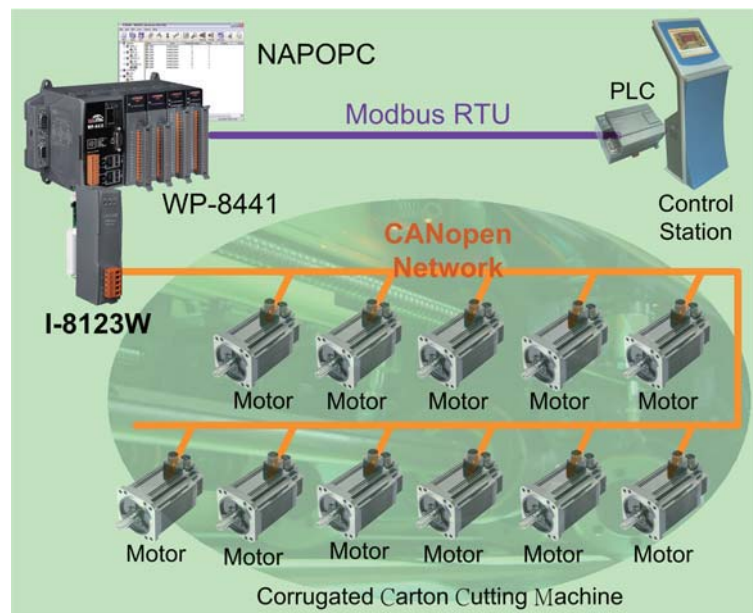 NAPOPC
Modbus RTU
PLC
WP-8441
Control
Station
CANopen
Network
I-8123W
Motor Motor Motor Motor Motor
Motor Motor Motor Motor Motor Motor
Corrugated Carton Cutting Machine